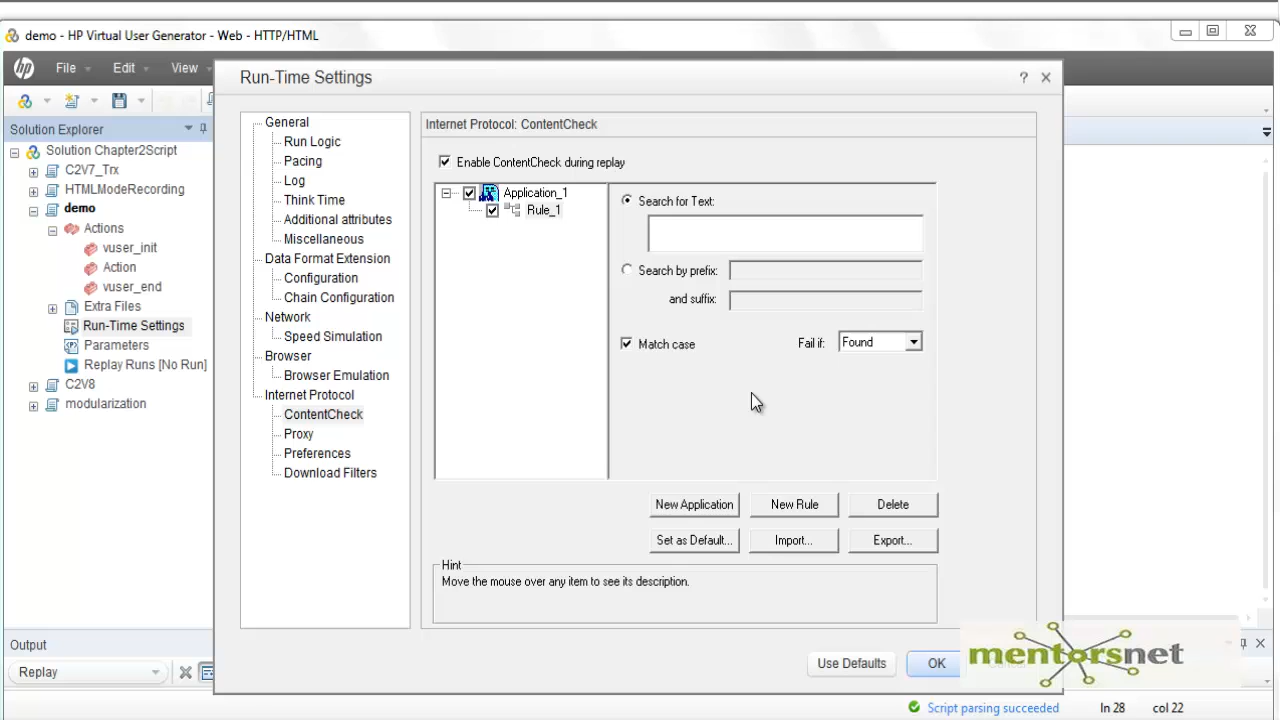 demo - HP Virtual User Generator - Web - HTTP/HTML
hp
File
Edit
View
Run-Time Settings
?
Solution Explorer
Solution Chapter2Script
C2V7_Trx
HTMLModeRecording
demo
Actions
vuser_init
Action
vuser_end
Extra Files
Run-Time Settings
Parameters
Replay Runs [No Run]
C2V8
modularization
General
Run Logic
Pacing
Log
Think Time
Additional attributes
Miscellaneous
Data Format Extension
Configuration
Chain Configuration
Network
Speed Simulation
Browser
Browser Emulation
Internet Protocol
ContentCheck
Proxy
Preferences
Download Filters
Internet Protocol: ContentCheck
Enable ContentCheck during replay
Application_1
Rule_1
Search for Text:
Search by prefix:
and suffix:
Match case
Fail if:
Found
New Application
New Rule
Delete
Set as Default...
Import...
Export...
Hint
Move the mouse over any item to see its description.
Use Defaults
OK
mentorsnet
Output
Replay
Script parsing succeeded
ln 28
col 22